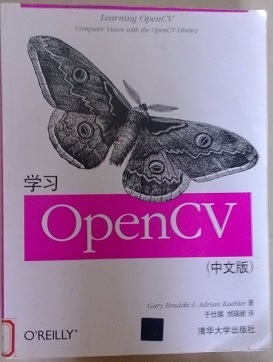 Learning OpenCV
Computer Vision with the OpenCV Library
学习
OpenCV
(中文版)
Gary Bradski & Adrian Kaehler 著
于仕琪 刘瑞祯 译
O'REILLY®
清华大学出版社